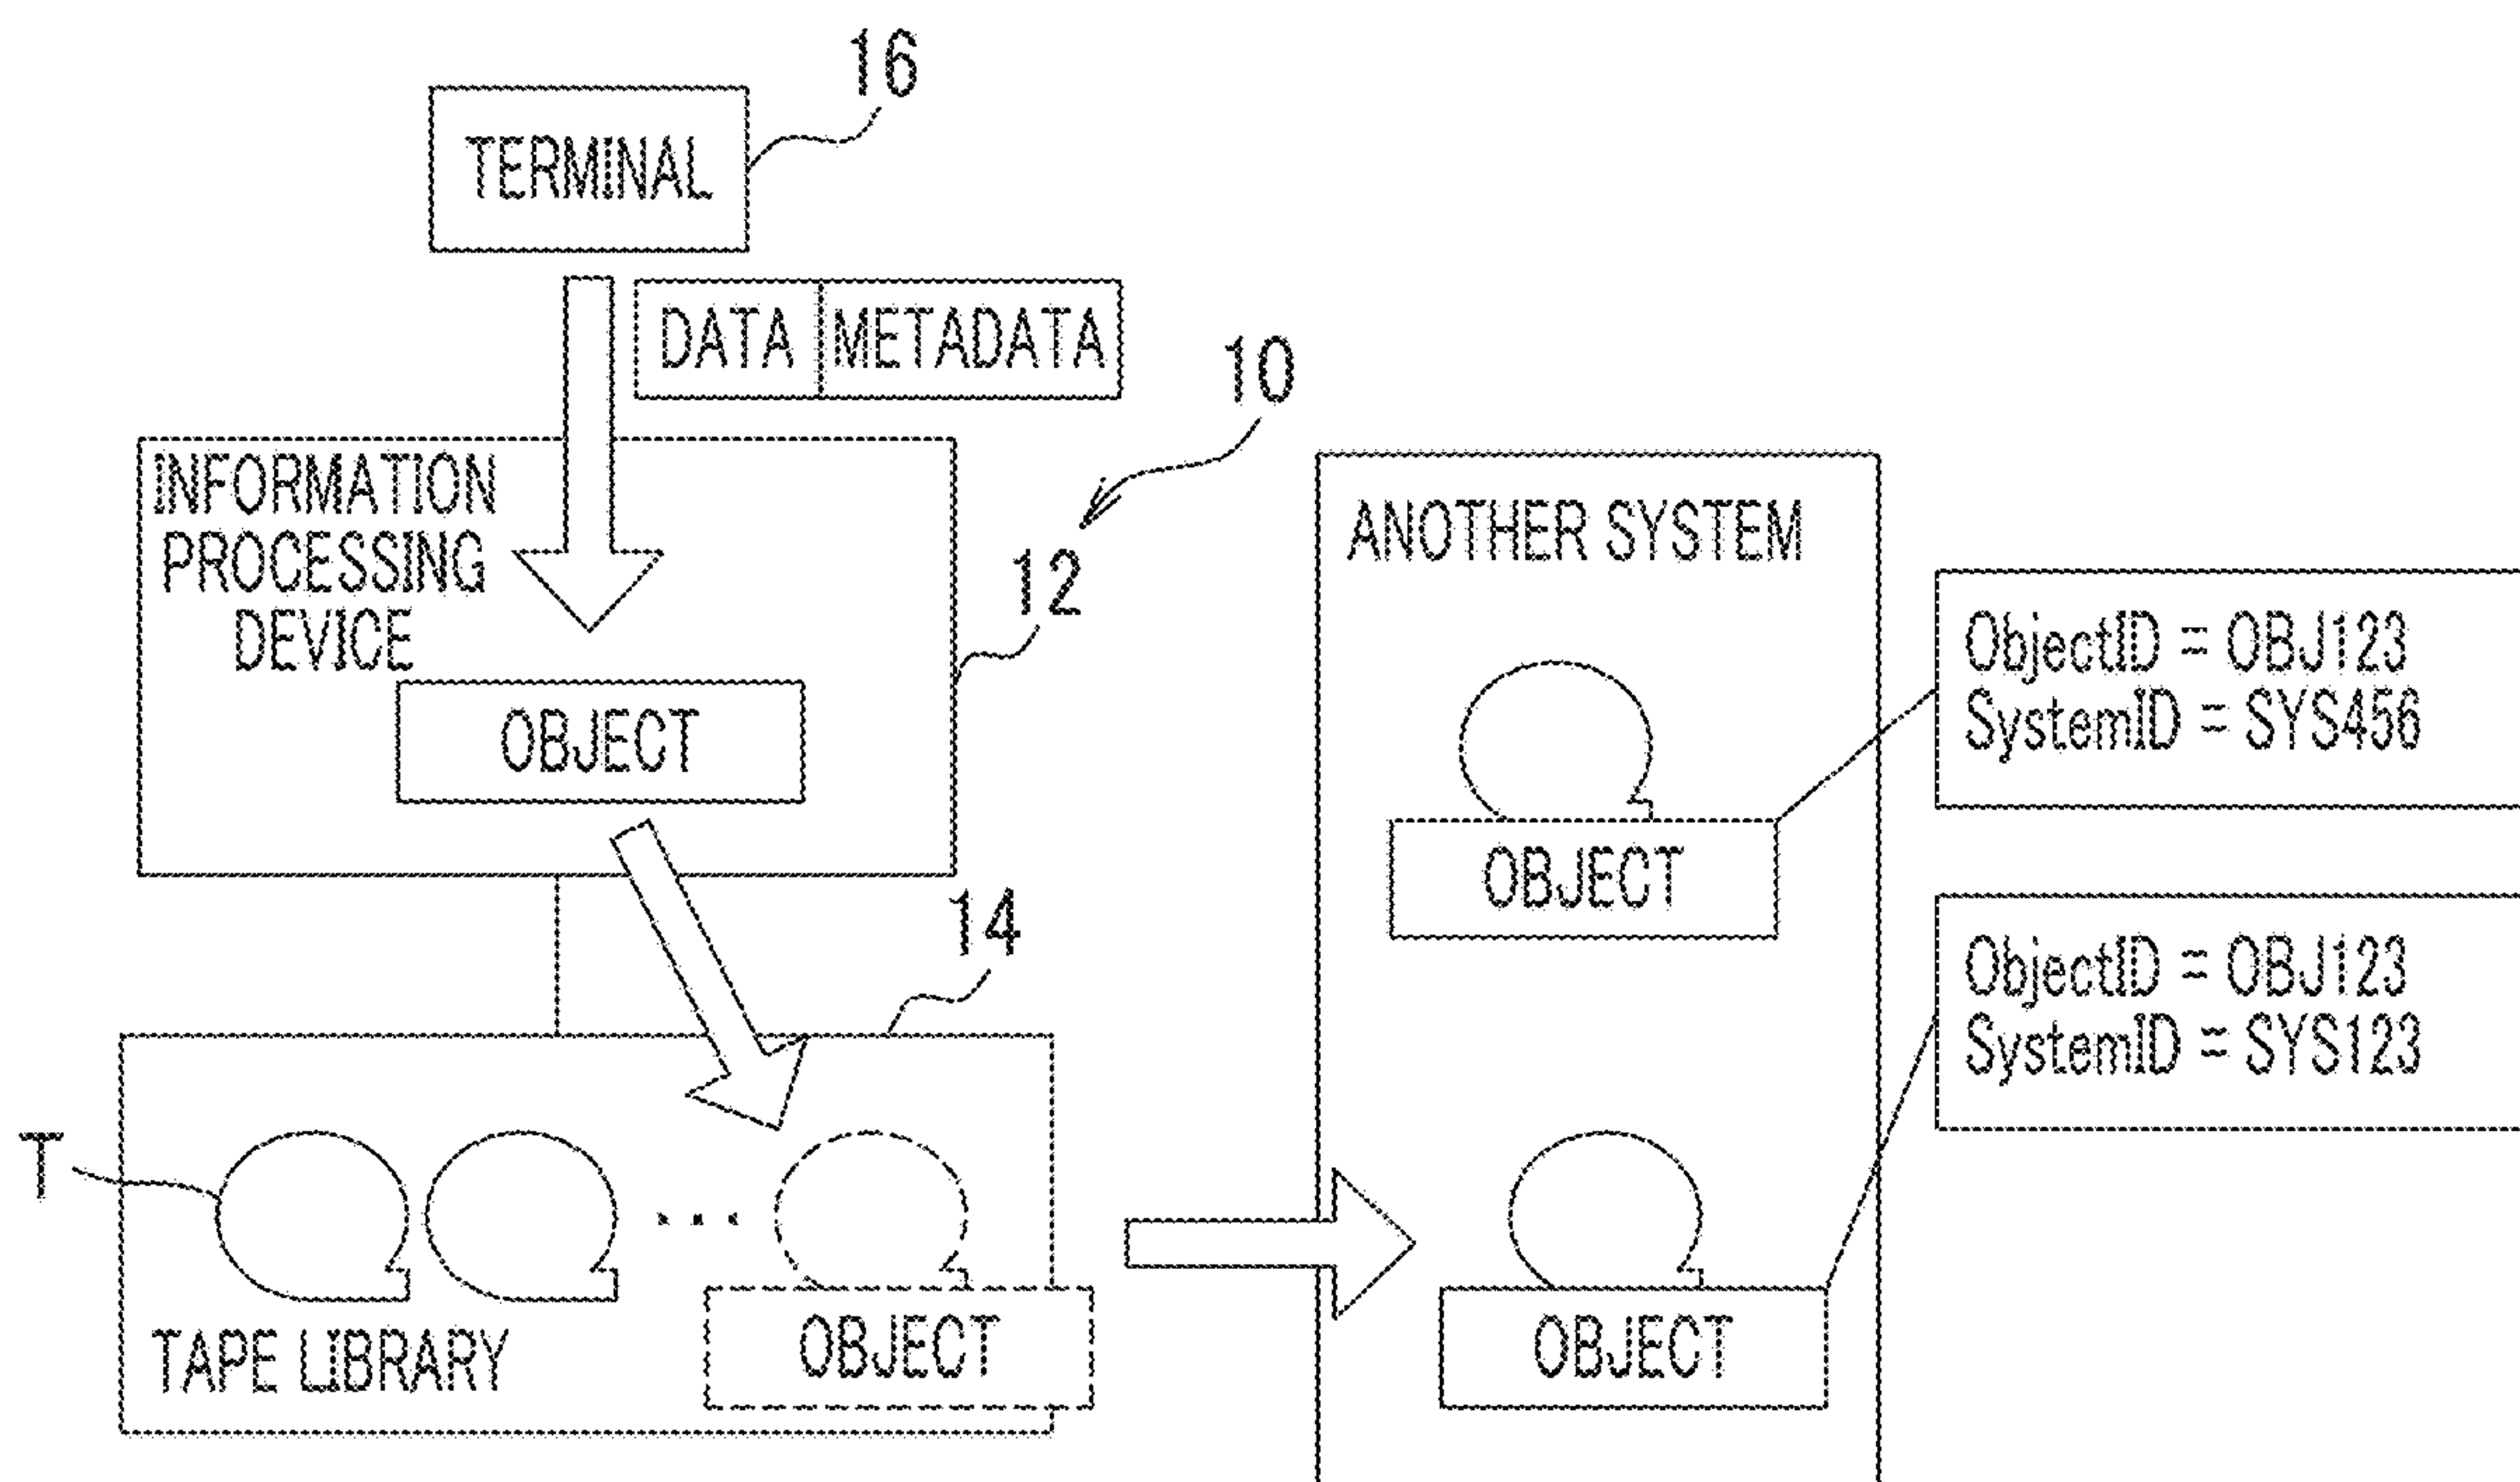 16
TERMINAL
DATA METADATA
10
INFORMATION
PROCESSING
DEVICE
12
OBJECT
14
T
TAPE LIBRARY
OBJECT
ANOTHER SYSTEM
OBJECT
ObjectID = OBJ123
SystemID = SYS456
OBJECT
ObjectID = OBJ123
SystemID = SYS123